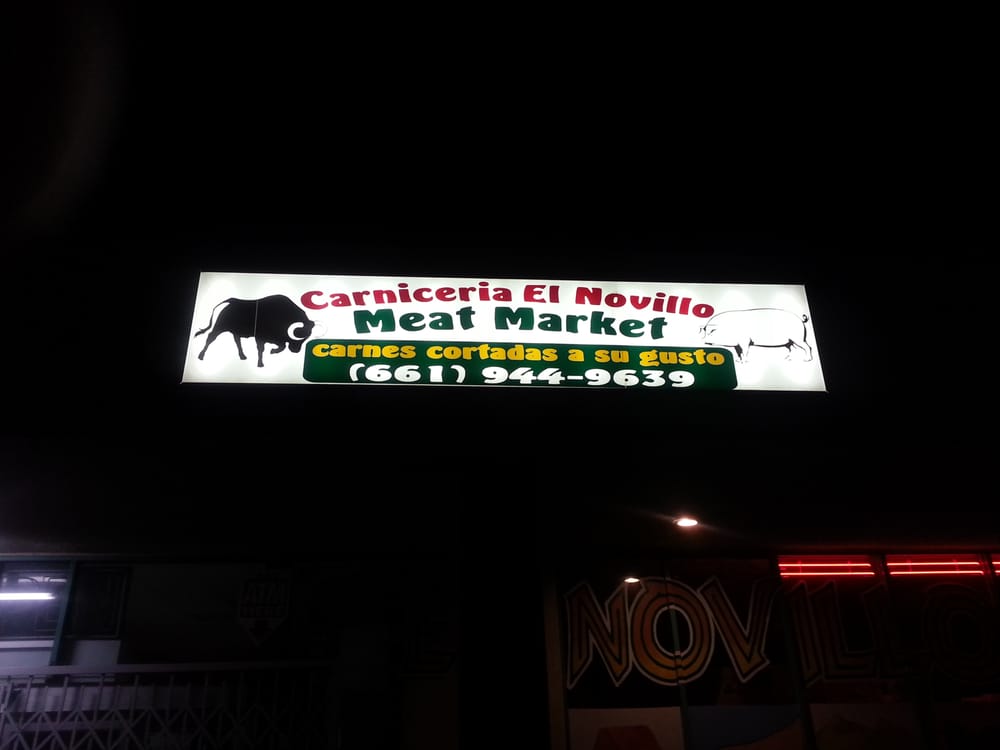 Carniceria El Novillo
Meat Market
carnes cortadas a su gusto
(661) 944-9639
NOVILLO